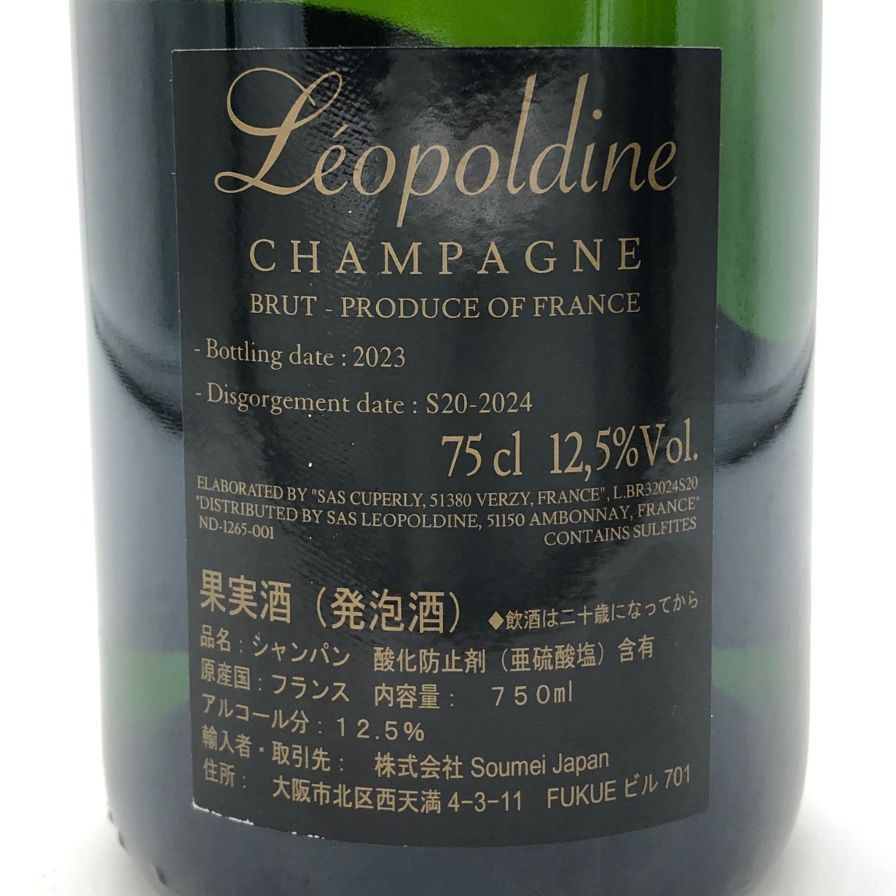 Léopoldine
CHAMPAGNE
BRUT - PRODUCE OF FRANCE
- Bottling date : 2023
- Disgorgement date : S20-2024
75 cl 12,5%Vol.
ELABORATED BY "SAS CUPERLY, 51380 VERZY, FRANCE", L.BR32024S20
"DISTRIBUTED BY SAS LEOPOLDINE, 51150 AMBONNAY, FRANCE"
ND-1265-001 CONTAINS SULFITES
果実酒（発泡酒） ◆飲酒は二十歳になってから
品名：シャンパン 酸化防止剤（亜硫酸塩）含有
原産国：フランス 内容量： ７５０ml
アルコール分：１２.５%
輸入者・取引先： 株式会社 Soumei Japan
住所： 大阪市北区西天満 4-3-11 FUKUE ビル 701